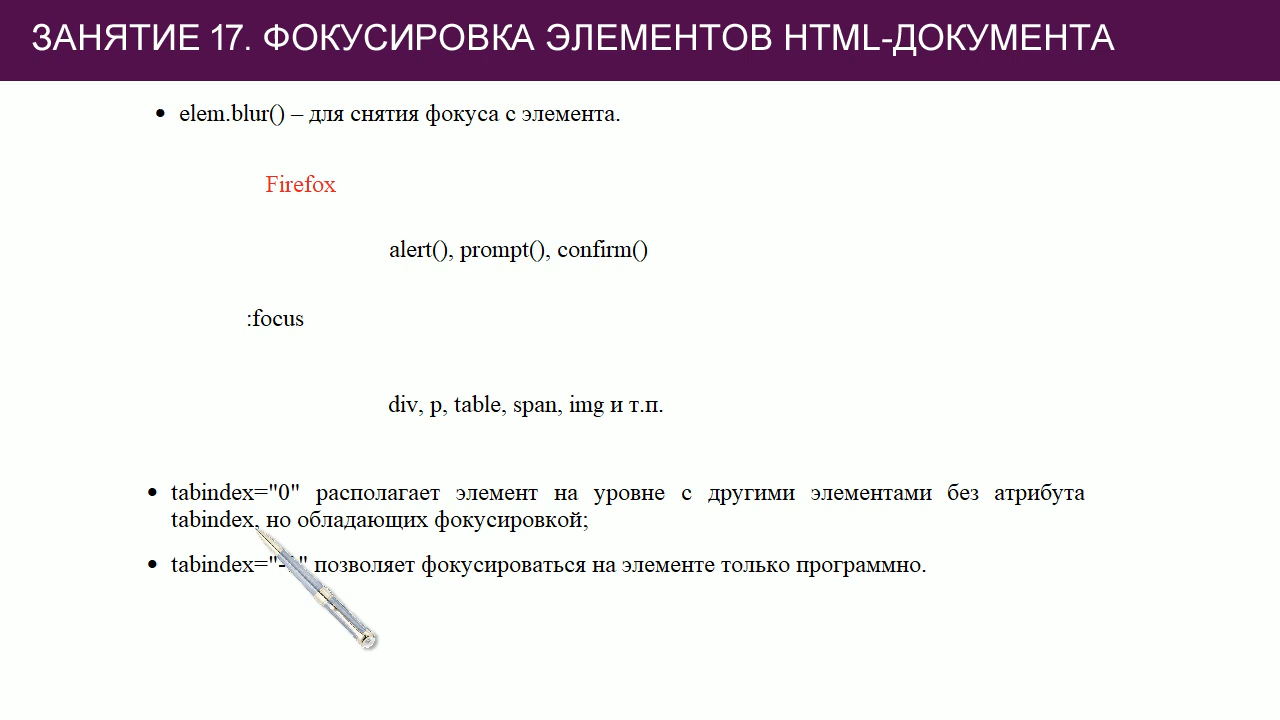 ЗАНЯТИЕ 17. ФОКУСИРОВКА ЭЛЕМЕНТОВ HTML-ДОКУМЕНТА
• elem.blur() – для снятия фокуса с элемента.
Firefox
alert(), prompt(), confirm()
:focus
div, p, table, span, img и т.п.
• tabindex="0" располагает элемент на уровне с другими элементами без атрибута
tabindex, но обладающих фокусировкой;
• позволяет фокусироваться на элементе только программно.